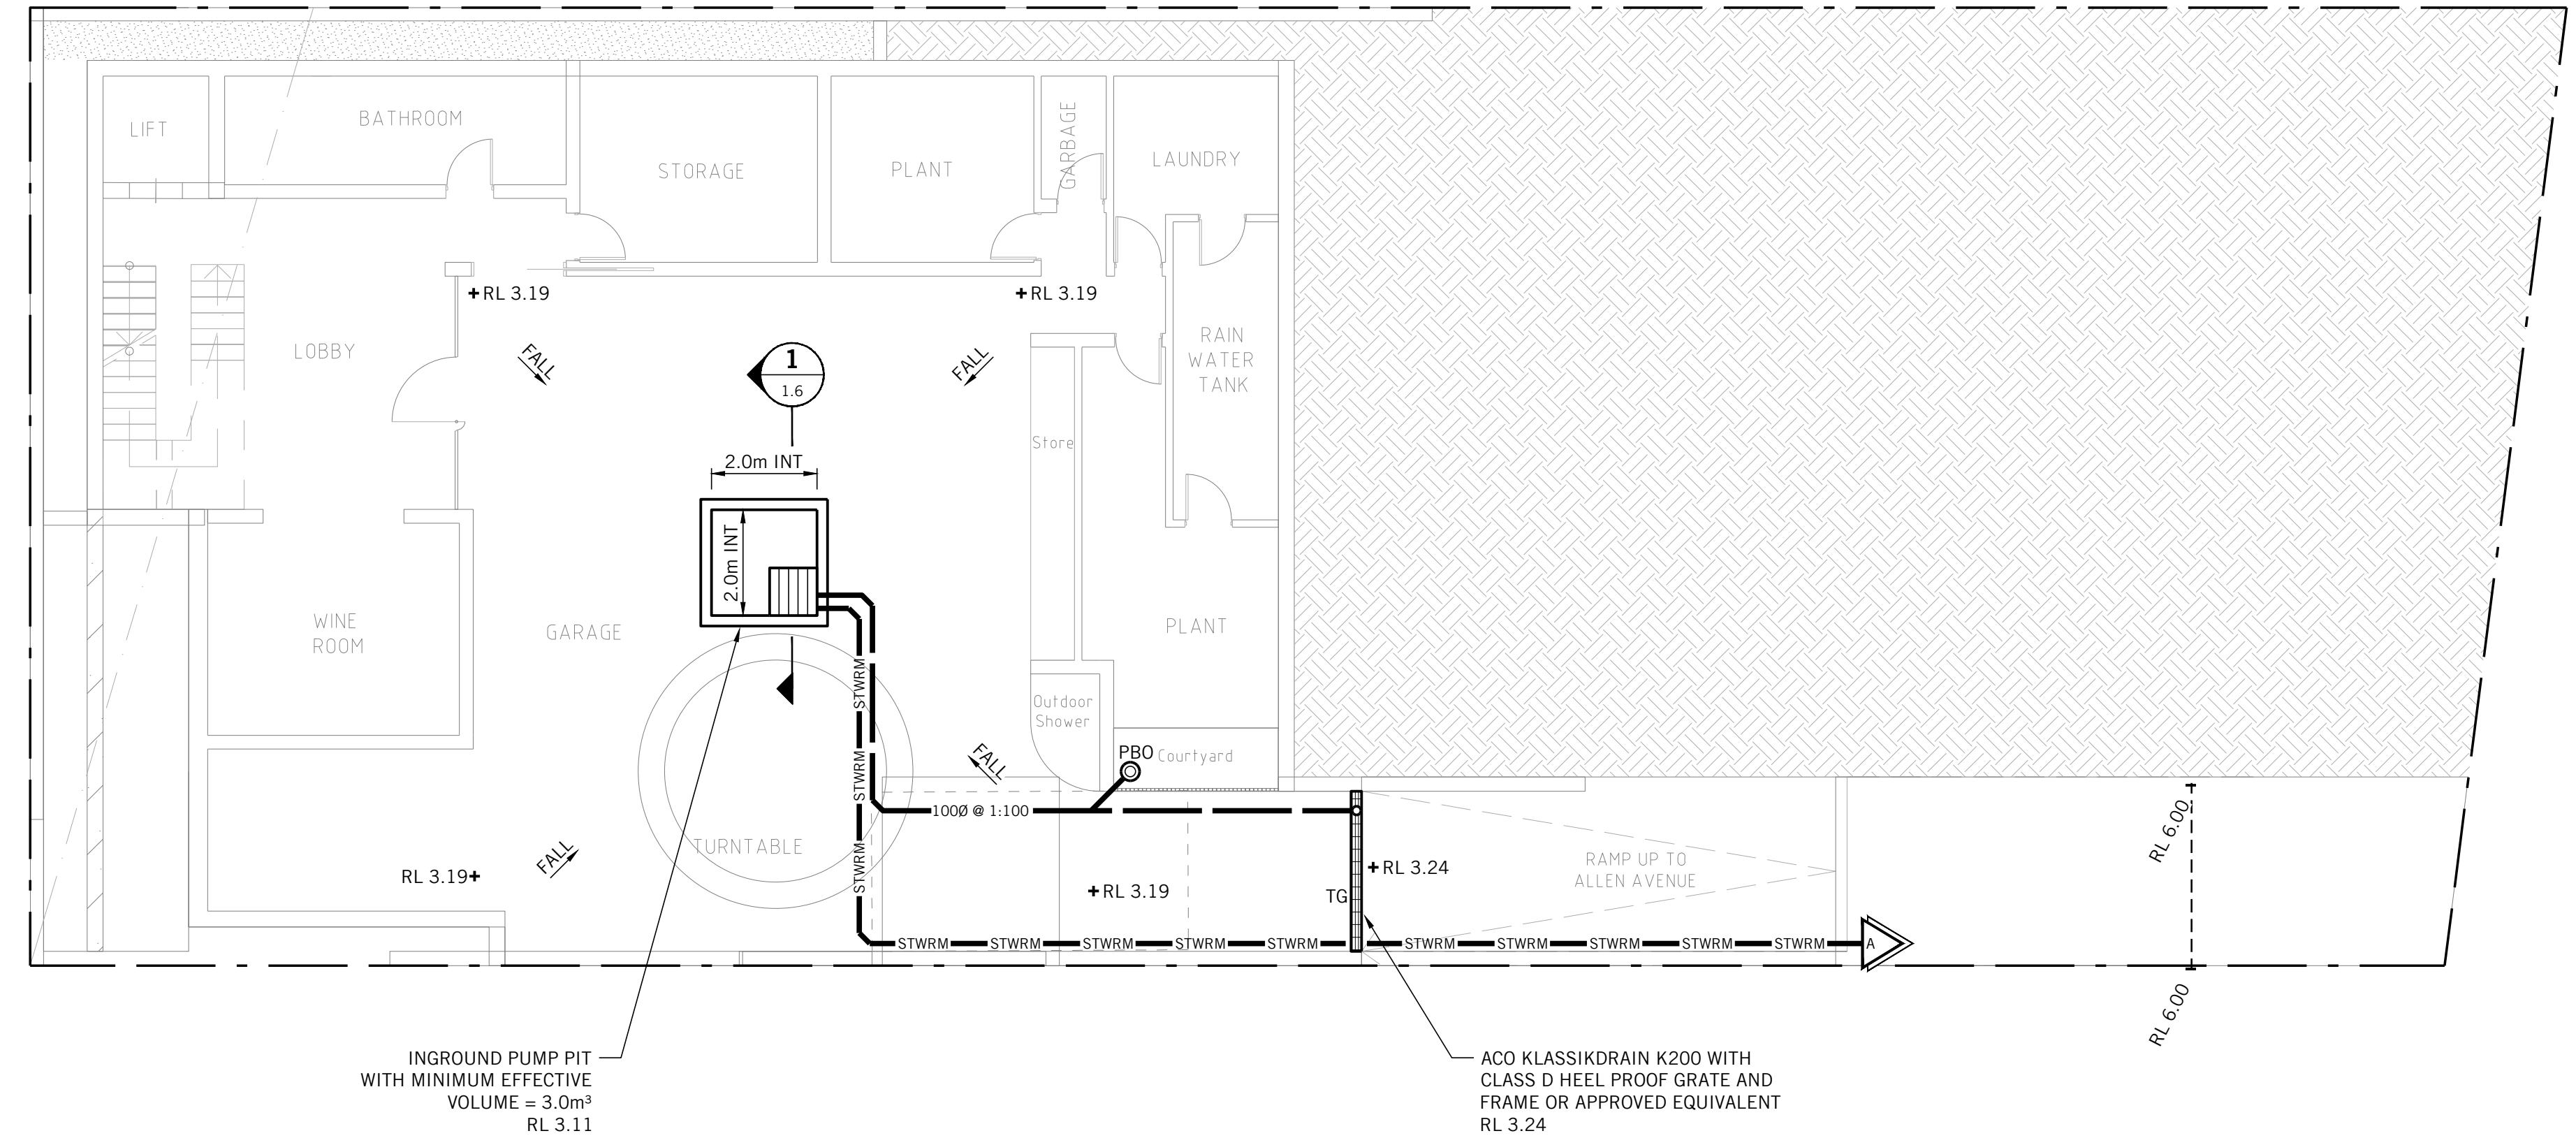 LIFT
BATHROOM
STORAGE
PLANT
GARBAGE
LAUNDRY
RL 3.19
RL 3.19
LOBBY
FALL
1
1.6
FALL
RAIN
WATER
TANK
Store
2.0m INT
2.0m INT
WINE
ROOM
GARAGE
PLANT
STWRM
Outdoor
Shower
FALL
PBO
Courtyard
STWRM
100Ø @ 1:100
TURNTABLE
STWRM
FALL
RL 3.19
RL 3.19
TG
RL 3.24
RAMP UP TO
ALLEN AVENUE
RL 6.00
STWRM STWRM STWRM STWRM STWRM STWRM STWRM STWRM STWRM STWRM A
RL 6.00
INGROUND PUMP PIT
WITH MINIMUM EFFECTIVE
VOLUME = 3.0m³
RL 3.11
ACO KLASSIKDRAIN K200 WITH
CLASS D HEEL PROOF GRATE AND
FRAME OR APPROVED EQUIVALENT
RL 3.24